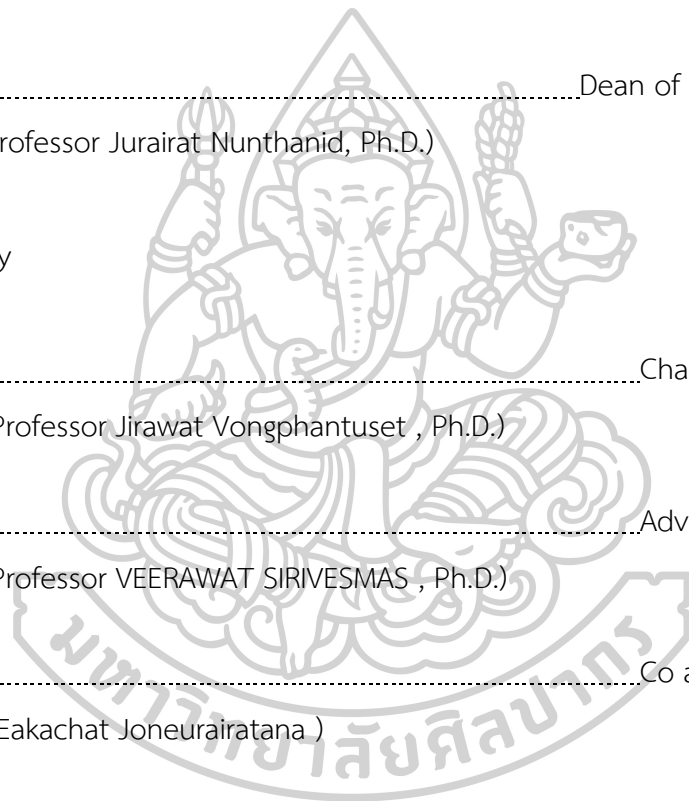 Dean of
rofessor Jurairat Nunthanid, Ph.D.)
y
Cha
Professor Jirawat Vongphantuset , Ph.D.)
Adv
Professor VEERAWAT SIRIVESMAS , Ph.D.)
Co a
Eakachat Joneurairatana )
มหาวิทยาลัยศิลปากร